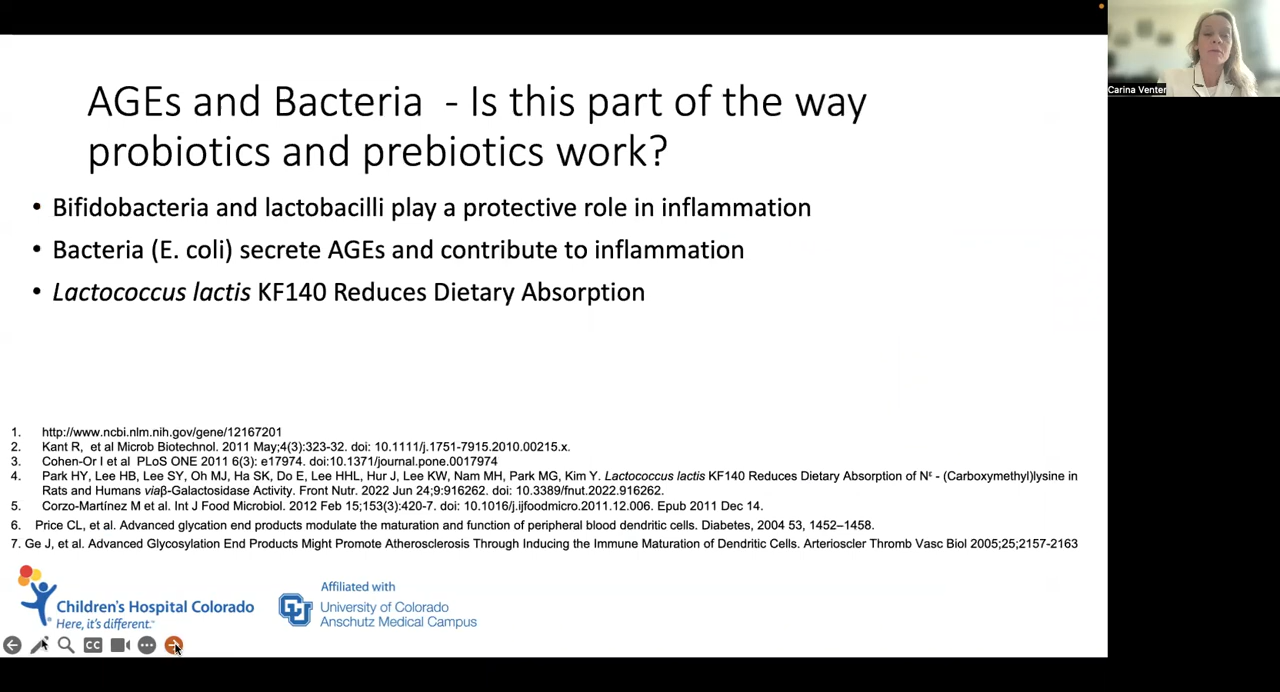 AGEs and Bacteria - Is this part of the way
probiotics and prebiotics work?
• Bifidobacteria and lactobacilli play a protective role in inflammation
• Bacteria (E. coli) secrete AGEs and contribute to inflammation
• Lactococcus lactis KF140 Reduces Dietary Absorption
1. http://www.ncbi.nlm.nih.gov/gene/12167201
2. Kant R, et al Microb Biotechnol. 2011 May;4(3):323-32. doi: 10.1111/j.1751-7915.2010.00215.x.
3. Cohen-Or I et al PLoS ONE 2011 6(3): e17974. doi:10.1371/journal.pone.0017974
4. Park HY, Lee HB, Lee SY, Oh MJ, Ha SK, Do E, Lee HHL, Hur J, Lee KW, Nam MH, Park MG, Kim Y. Lactococcus lactis KF140 Reduces Dietary Absorption of Nᵋ - (Carboxymethyl)lysine in
Rats and Humans viaβ-Galactosidase Activity. Front Nutr. 2022 Jun 24;9:916262. doi: 10.3389/fnut.2022.916262.
5. Corzo-Martínez M et al. Int J Food Microbiol. 2012 Feb 15;153(3):420-7. doi: 10.1016/j.ijfoodmicro.2011.12.006. Epub 2011 Dec 14.
6. Price CL, et al. Advanced glycation end products modulate the maturation and function of peripheral blood dendritic cells. Diabetes, 2004 53, 1452–1458.
7. Ge J, et al. Advanced Glycosylation End Products Might Promote Atherosclerosis Through Inducing the Immune Maturation of Dendritic Cells. Arterioscler Thromb Vasc Biol 2005;25;2157-2163
Children's Hospital Colorado
Here, it's different.™
Affiliated with
CU
University of Colorado
Anschutz Medical Campus
CC
Carina Venter